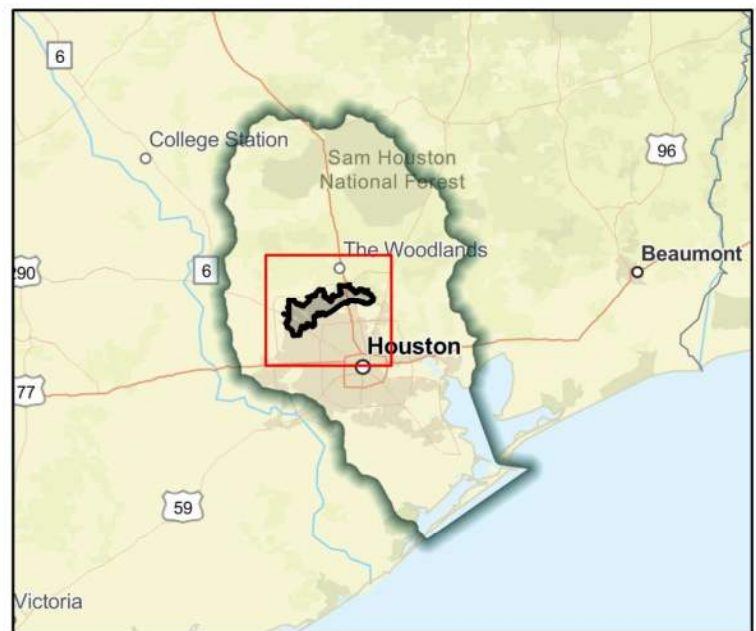 6
College Station
Sam Houston
National Forest
96
The Woodlands
Beaumont
290
6
Houston
77
59
Victoria